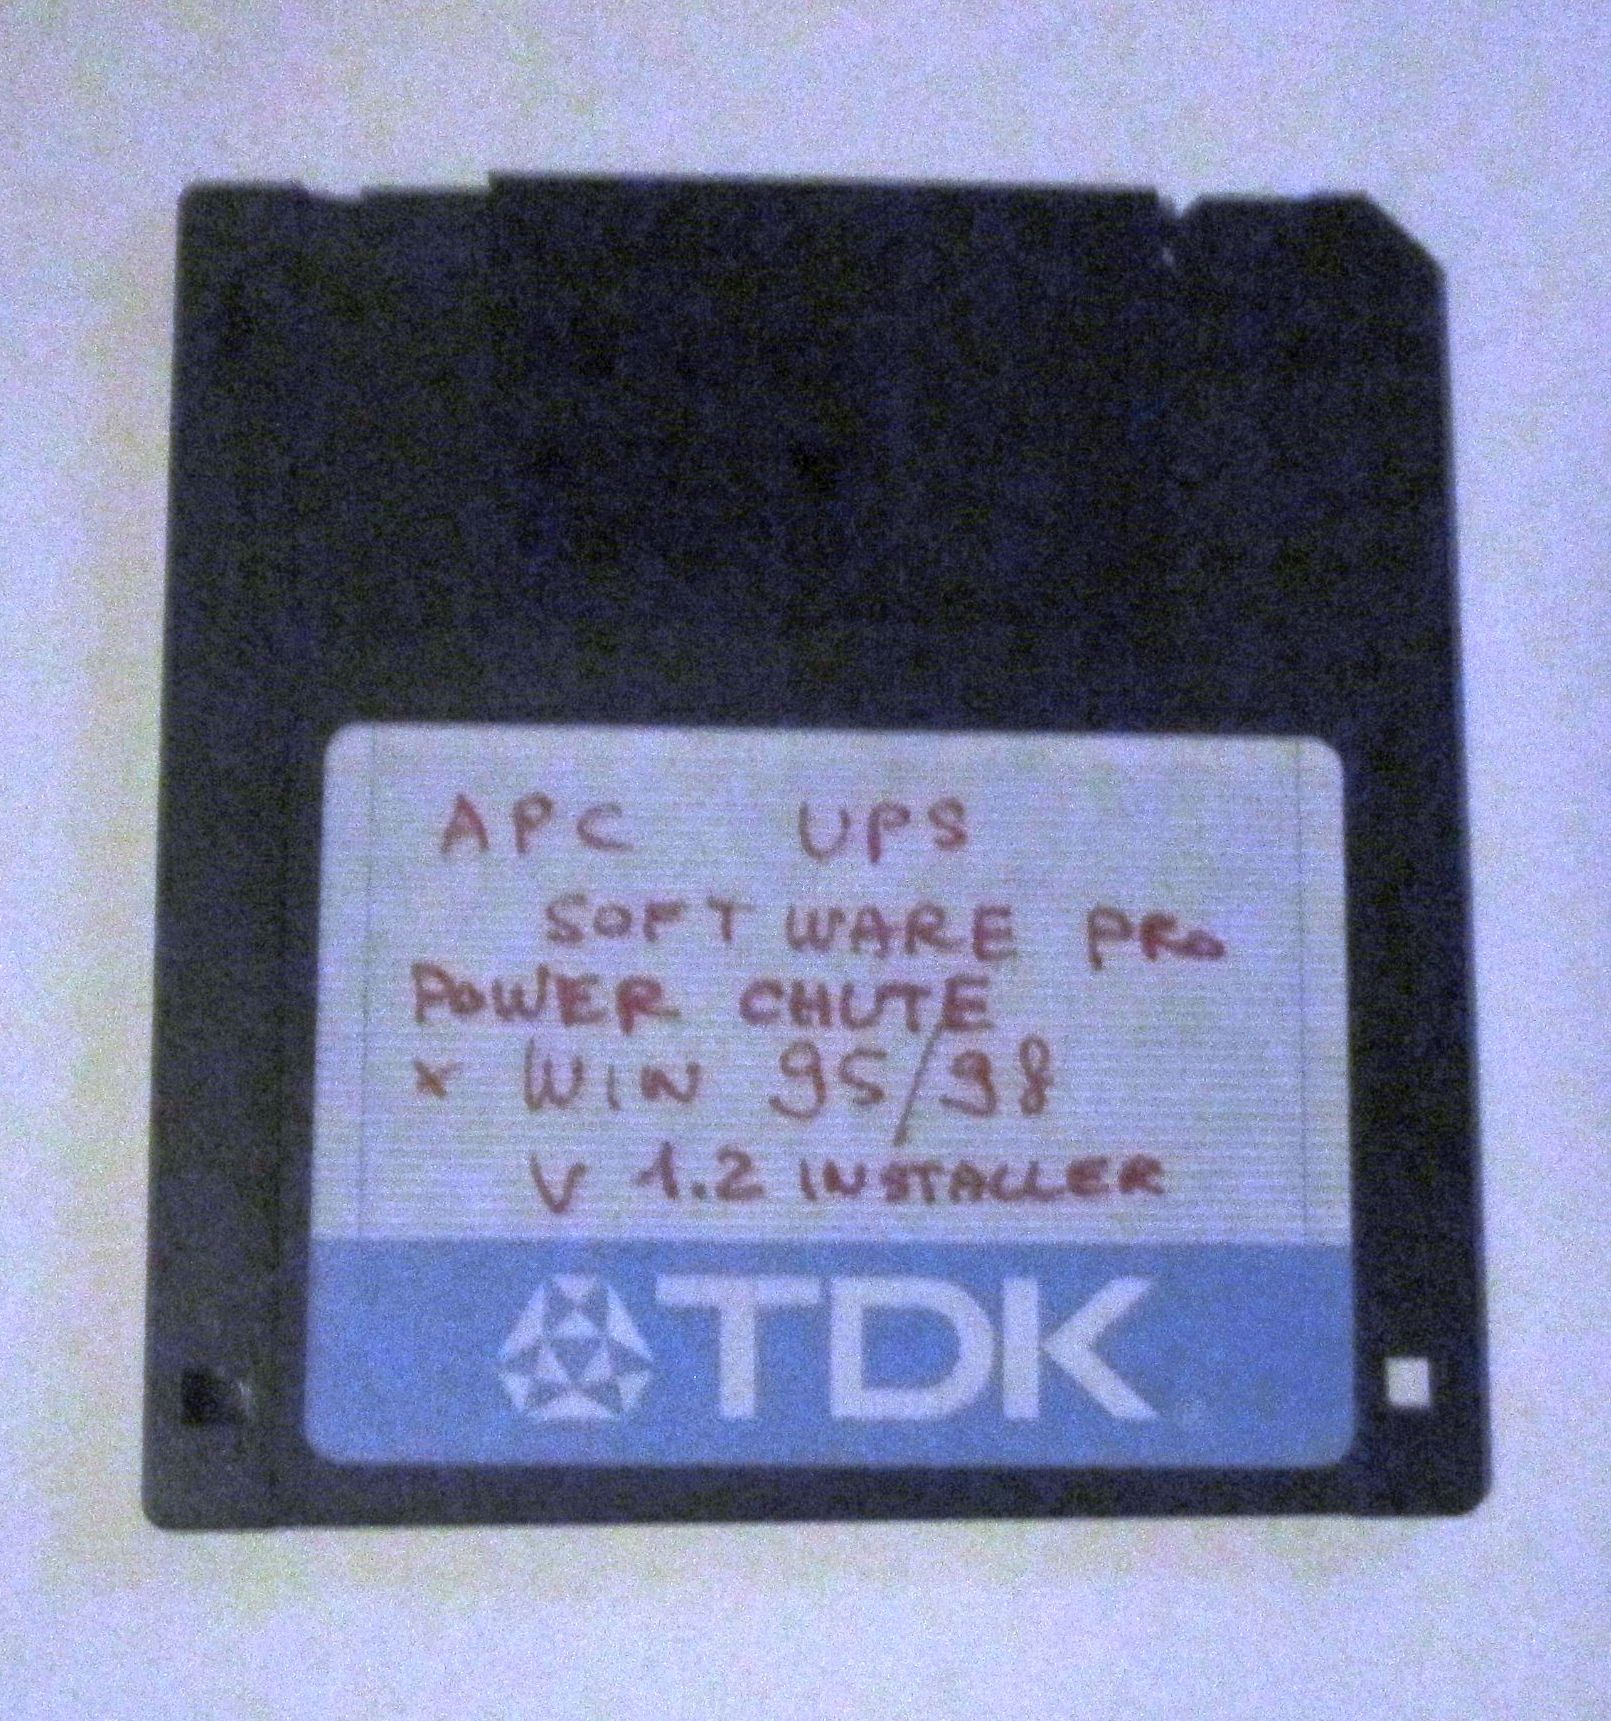 APC UPS
SOFTWARE PRO
POWER CHUTE
x WIN 95/98
V 1.2 INSTALLER
TDK